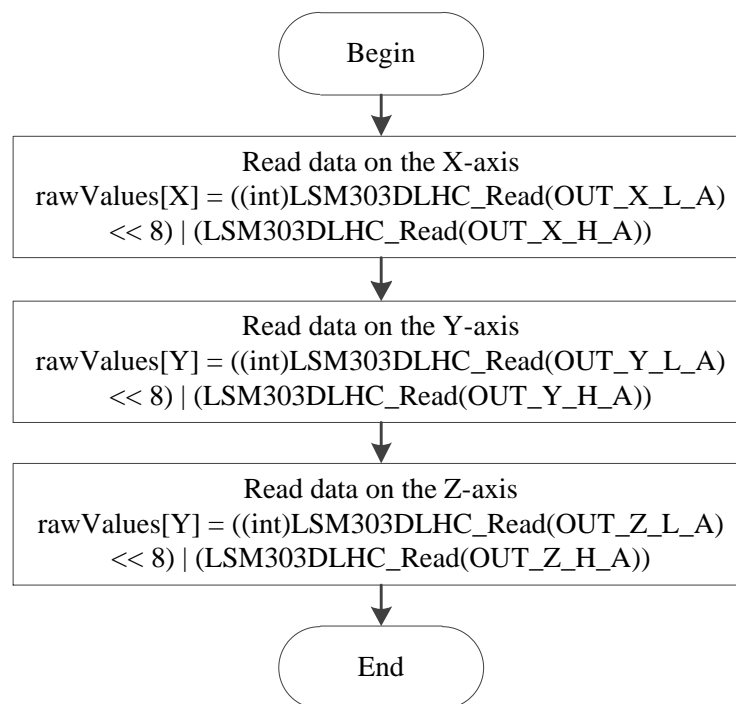 Begin
Read data on the X-axis
rawValues[X] = ((int)LSM303DLHC_Read(OUT_X_L_A)
<< 8) | (LSM303DLHC_Read(OUT_X_H_A))
Read data on the Y-axis
rawValues[Y] = ((int)LSM303DLHC_Read(OUT_Y_L_A)
<< 8) | (LSM303DLHC_Read(OUT_Y_H_A))
Read data on the Z-axis
rawValues[Y] = ((int)LSM303DLHC_Read(OUT_Z_L_A)
<< 8) | (LSM303DLHC_Read(OUT_Z_H_A))
End